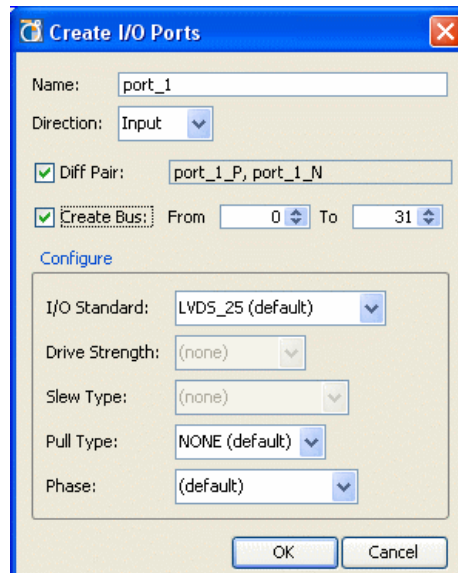 Create I/O Ports
Name: port_1
Direction: Input
Diff Pair: port_1_P, port_1_N
Create Bus: From 0 To 31
Configure
I/O Standard: LVDS_25 (default)
Drive Strength: (none)
Slew Type: (none)
Pull Type: NONE (default)
Phase: (default)
OK Cancel